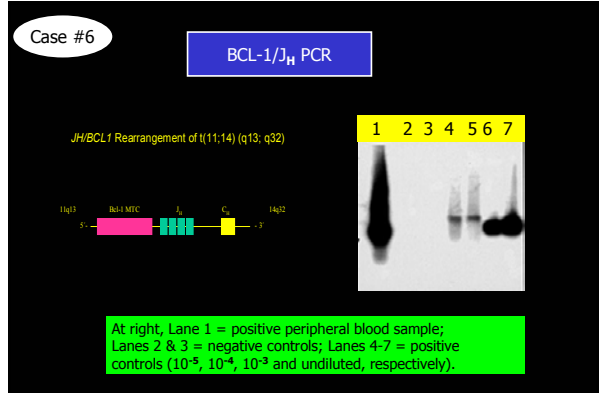 Case #6
BCL-1/JH PCR
JH/BCL1 Rearrangement of t(11;14) (q13; q32)
11q13 Bcl-1 MTC JH CH 14q32
5'- - 3'
1 2 3 4 5 6 7
At right, Lane 1 = positive peripheral blood sample;
Lanes 2 & 3 = negative controls; Lanes 4-7 = positive
controls (10-5, 10-4, 10-3 and undiluted, respectively).